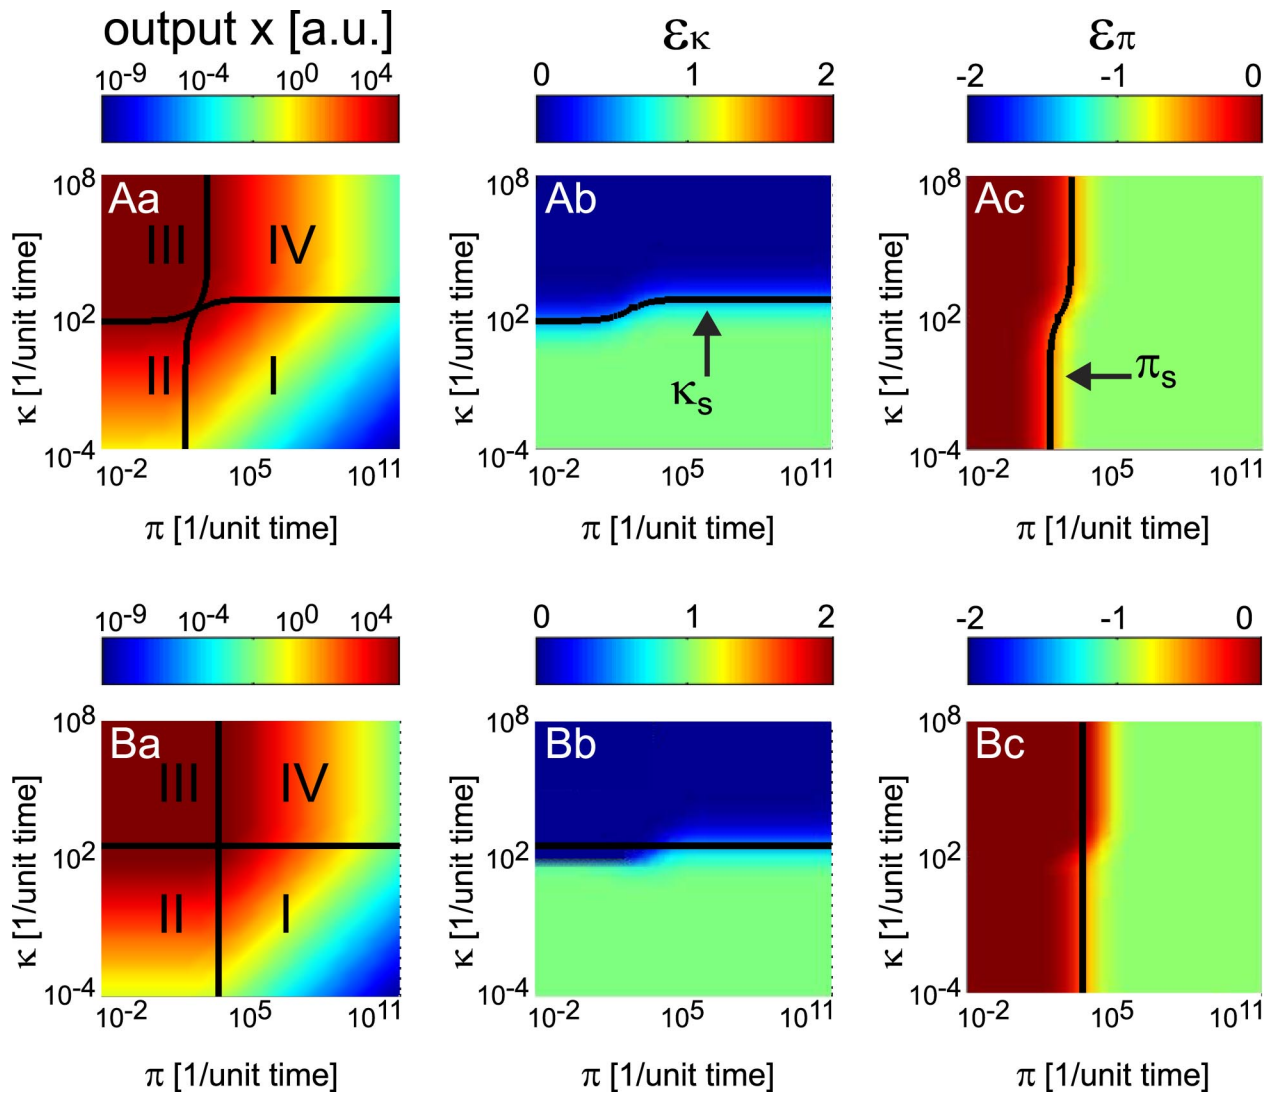 output x [a.u.] εκ επ
10-9 10-4 100 104 0 1 2 -2 -1 0
108 Aa III IV 102 II I 10-4
κ [1/unit time]
10-2 105 1011
π [1/unit time]
108 Ab 102 κs 10-4
κ [1/unit time]
10-2 105 1011
π [1/unit time]
108 Ac 102 πs 10-4
κ [1/unit time]
10-2 105 1011
π [1/unit time]
10-9 10-4 100 104 0 1 2 -2 -1 0
108 Ba III IV 102 II I 10-4
κ [1/unit time]
10-2 105 1011
π [1/unit time]
108 Bb 102 10-4
κ [1/unit time]
10-2 105 1011
π [1/unit time]
108 Bc 102 10-4
κ [1/unit time]
10-2 105 1011
π [1/unit time]